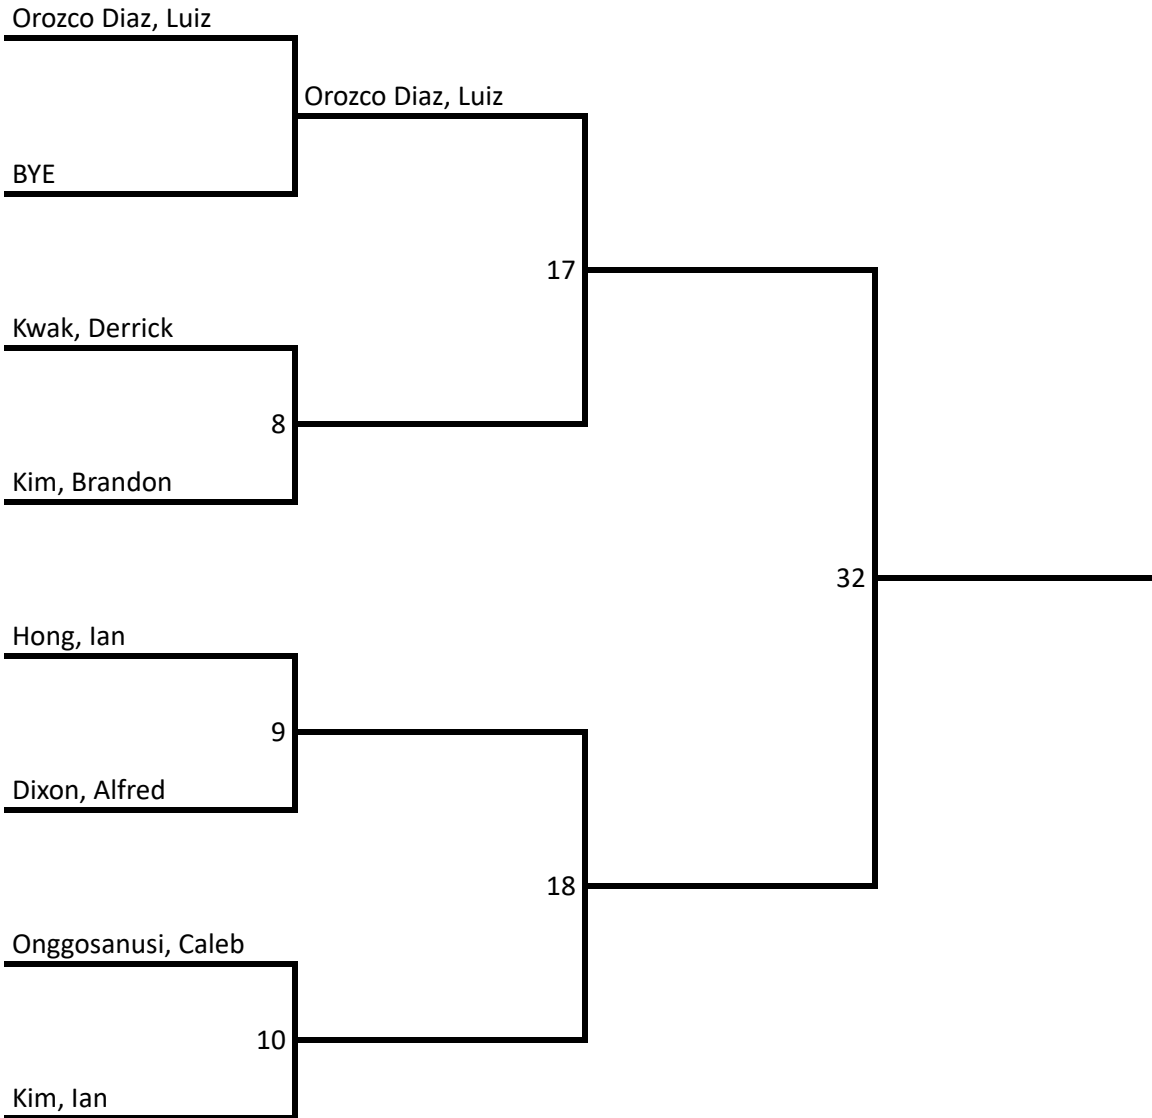 Orozco Diaz, Luiz
Orozco Diaz, Luiz
BYE
17
Kwak, Derrick
8
Kim, Brandon
32
Hong, Ian
9
Dixon, Alfred
18
Onggosanusi, Caleb
10
Kim, Ian